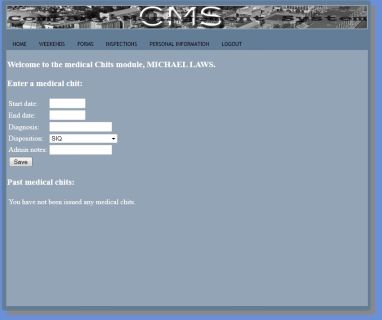 CMS
HOME WEEKENDS FORMS INSPECTIONS PERSONAL INFORMATION LOGOUT
Welcome to the medical Chits module, MICHAEL LAWS.
Enter a medical chit:
Start date:
End date:
Diagnosis:
Disposition: SIQ
Admin notes:
Save
Past medical chits:
You have not been issued any medical chits.